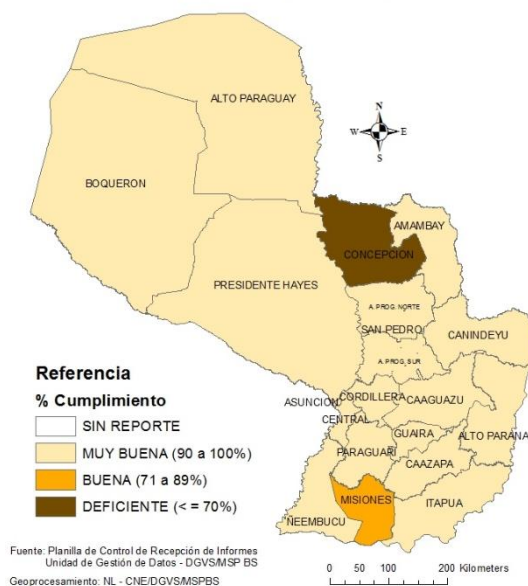 ALTO PARAGUAY
N
W E
S
BOQUERON
AMAMBAY
CONCEPCION
PRESIDENTE HAYES
A. PROG. NORTE
SAN PEDRO
CANINDEYU
A. PROG. SUR
Referencia
% Cumplimiento
SIN REPORTE
MUY BUENA (90 a 100%)
BUENA (71 a 89%)
DEFICIENTE (< = 70%)
ASUNCION
CORDILLERA
CAAGUAZU
CENTRAL
GUAIRA
ALTO PARANA
PARAGUARI
CAAZAPA
MISIONES
ITAPUA
ÑEEMBUCU
Fuente: Planilla de Control de Recepción de Informes
Unidad de Gestión de Datos - DGVS/MSP BS
Geoprocesamiento: NL - CNE/DGVS/MSPBS
0 50 100 200 Kilometers